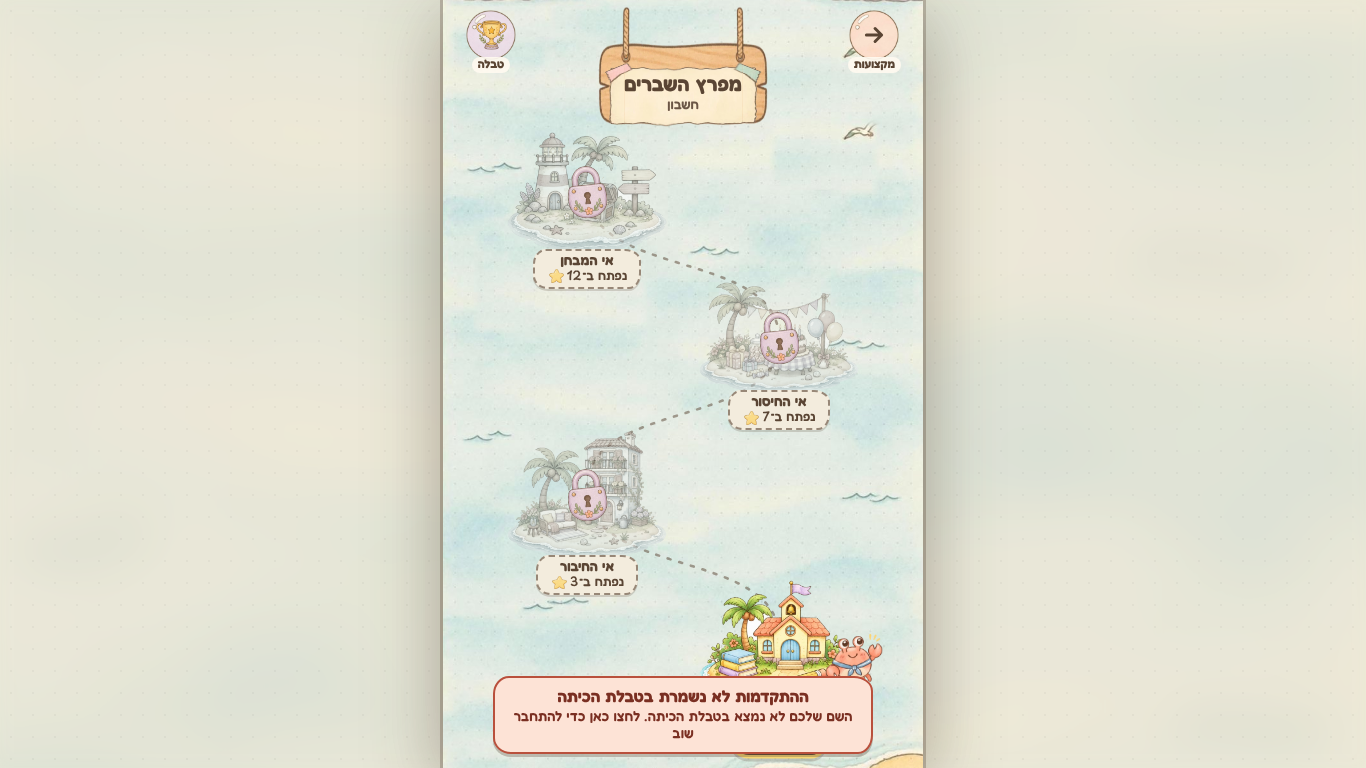 מקצועות
טבלה
מפרץ השברים
חשבון
אי המבחן
נפתח ב־12
אי החיסור
נפתח ב־7
אי החיבור
נפתח ב־3
ההתקדמות לא נשמרת בטבלת הכיתה
השם שלכם לא נמצא בטבלת הכיתה. לחצו כאן כדי להתחבר
שוב